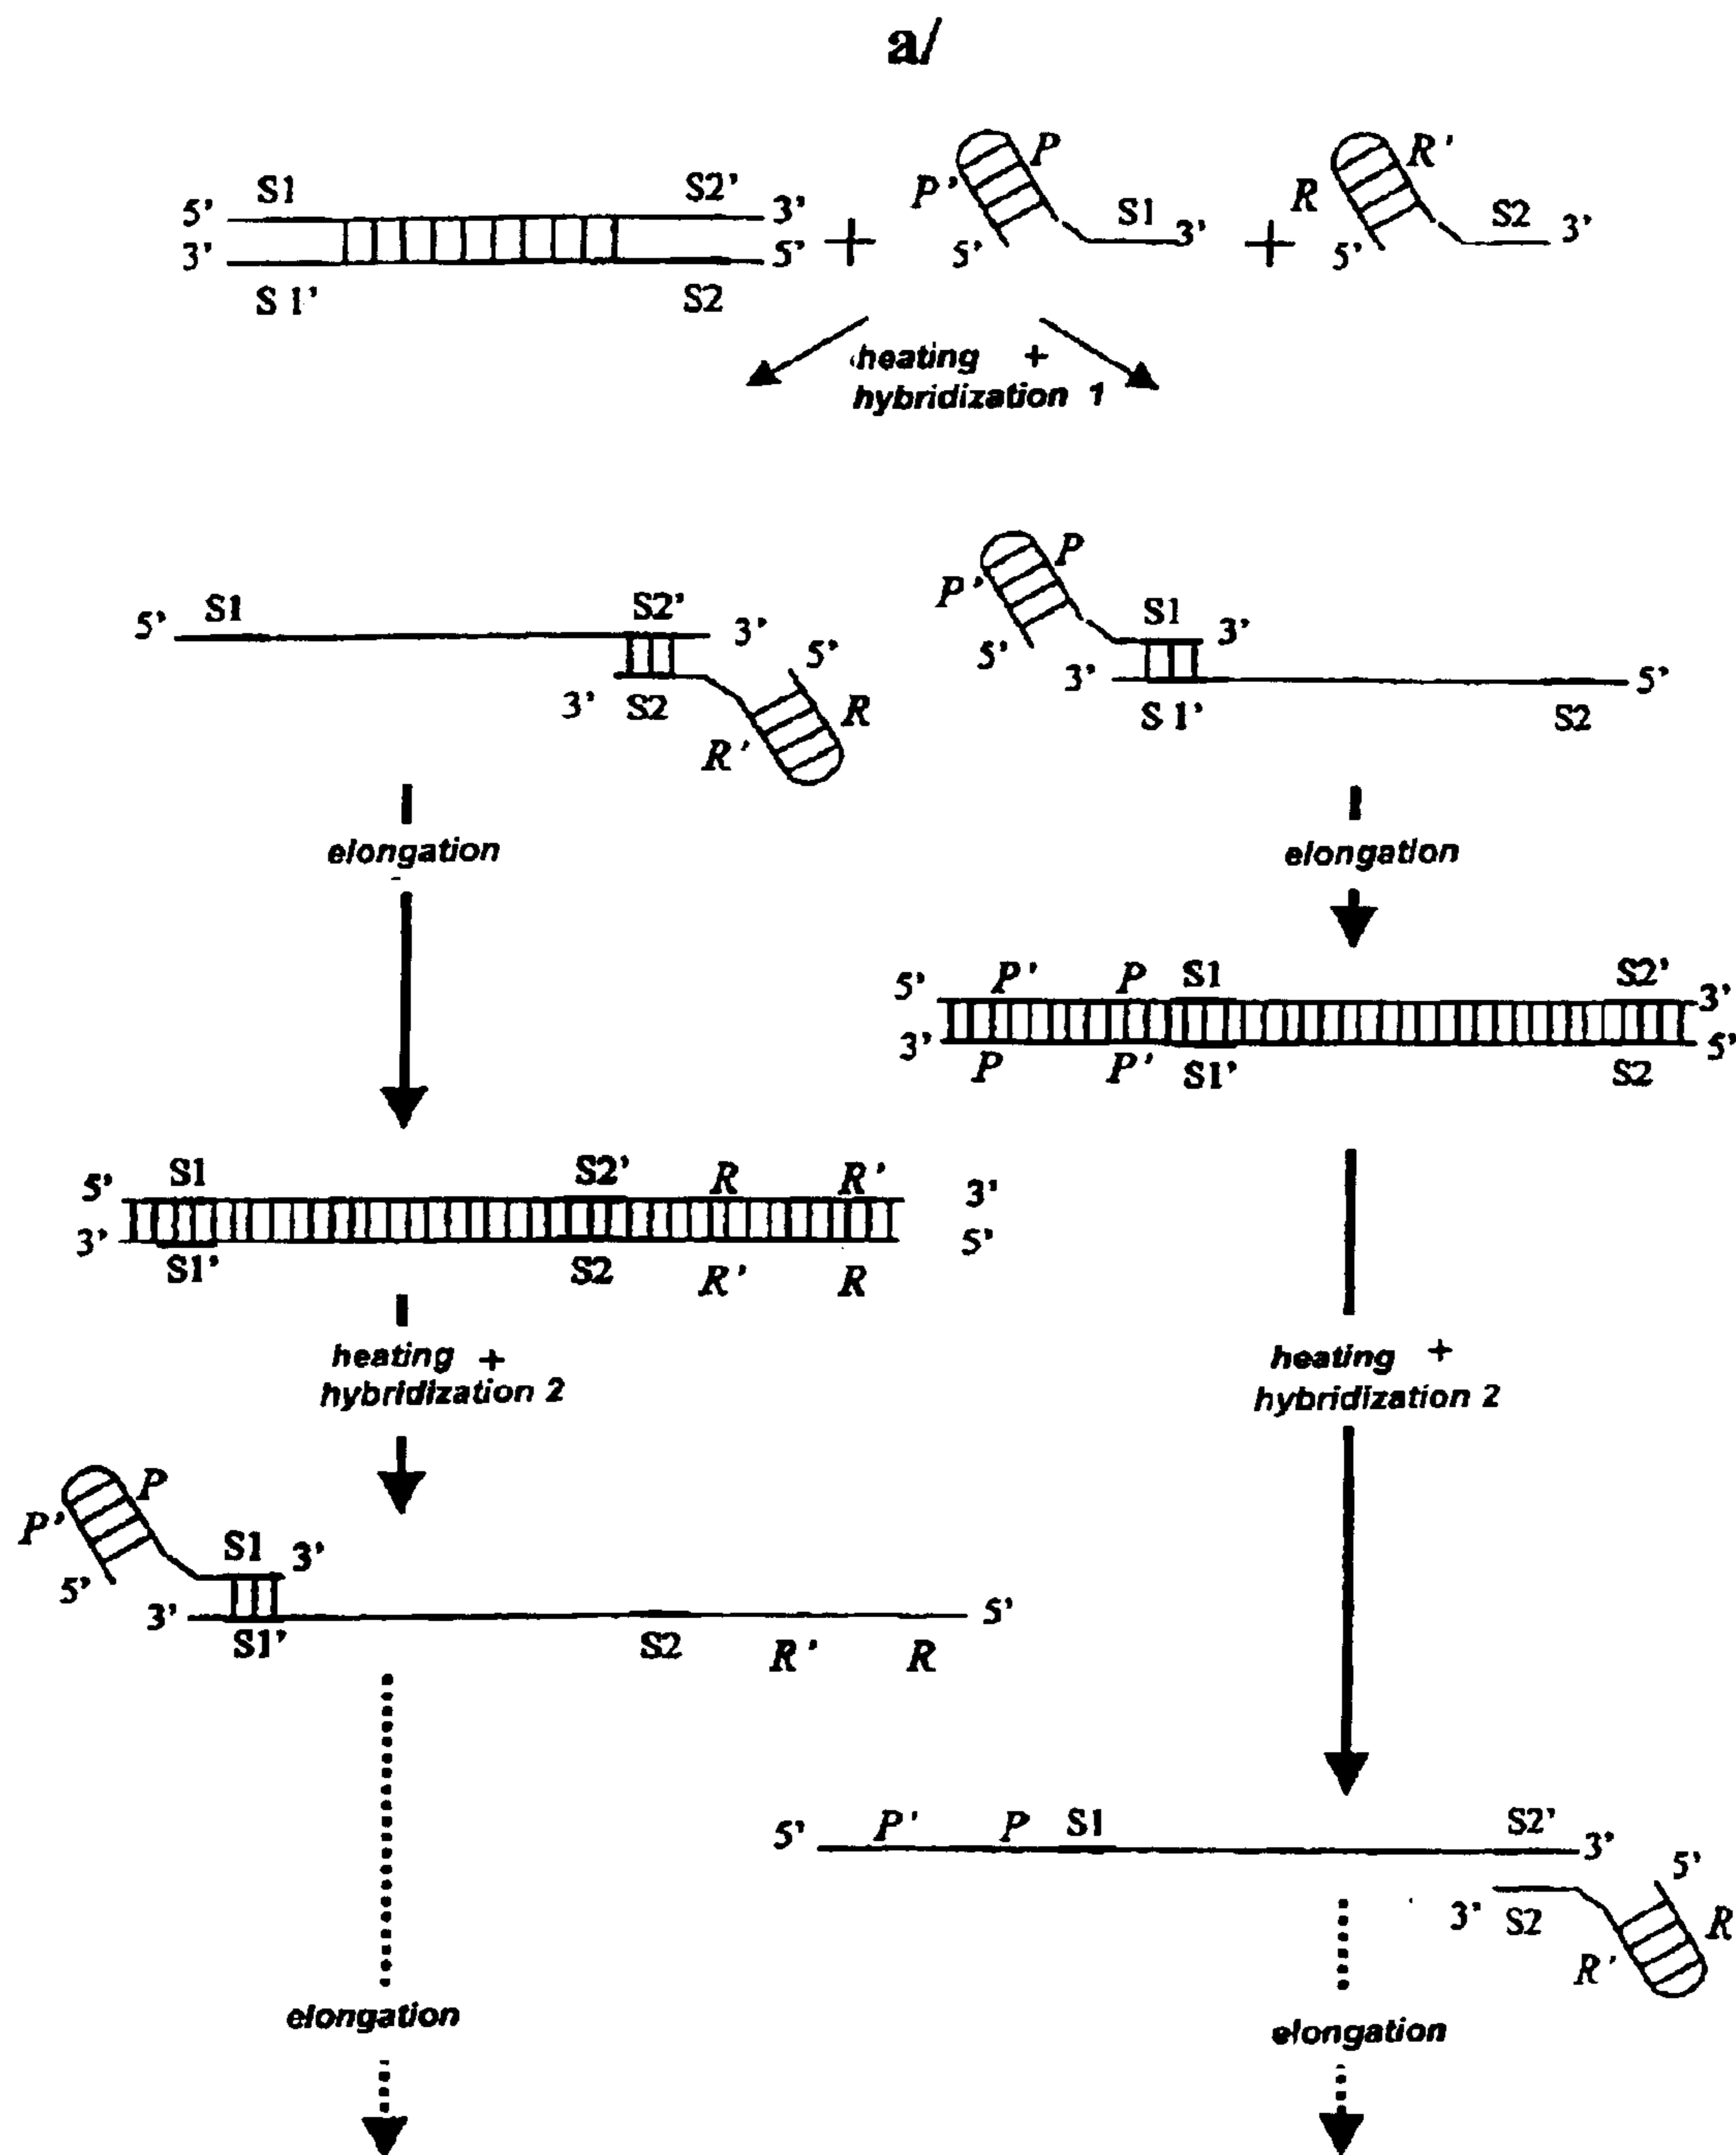 a/
S1 S2' P' P S1 R R' S2
5' 3' 5' 3' 5' 3'
3' 5'
S 1' S2
+ +
heating +
hybridization 1
5' S1 S2' 3' 5'
3' S2 R' R
P' P S1 3'
5' 3' 5'
S 1' S2
elongation elongation
5' P' P S1 S2' 3'
3' P P' S1' S2 5'
5' S1 S2' R R' 3'
3' S1' S2 R' R 5'
heating +
hybridization 2
heating +
hybridization 2
P' P S1 3'
5' 3' 5'
S1' S2 R' R
5' P' P S1 S2' 3' 5'
3' S2 R' R
elongation elongation